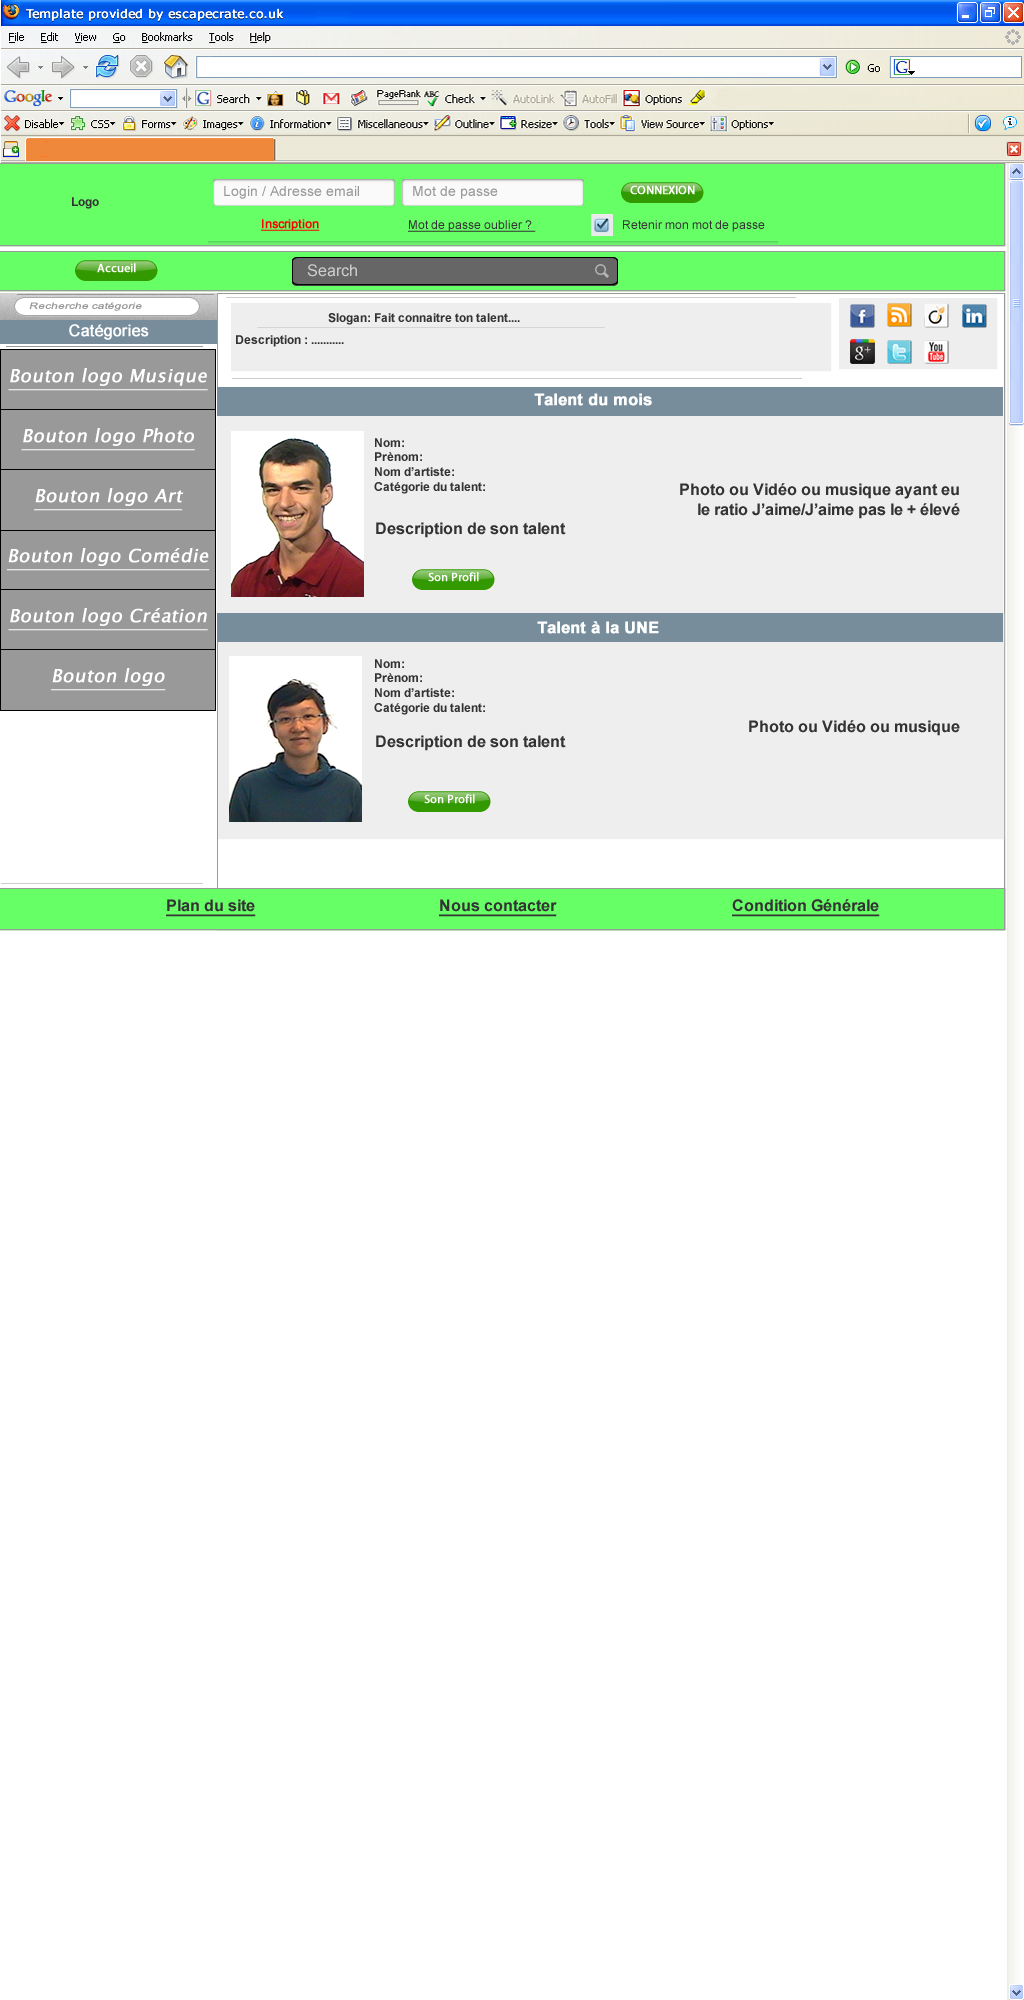 Template provided by escapecrate.co.uk
File Edit View Go Bookmarks Tools Help
Go G
Google G Search PageRank ABC Check AutoLink AutoFill Options
Disable CSS Forms Images Information Miscellaneous Outline Resize Tools View Source Options
Login / Adresse email Mot de passe CONNEXION
Logo
Inscription Mot de passe oublier ? Retenir mon mot de passe
Accueil Search
Recherche catégorie
Catégories
Bouton logo Musique
Bouton logo Photo
Bouton logo Art
Bouton logo Comédie
Bouton logo Création
Bouton logo
Slogan: Fait connaitre ton talent....
Description : ...........
f in
g+ t You Tube
Talent du mois
Nom:
Prènom:
Nom d'artiste:
Catégorie du talent:
Description de son talent
Son Profil
Photo ou Vidéo ou musique ayant eu
le ratio J'aime/J'aime pas le + élevé
Talent à la UNE
Nom:
Prènom:
Nom d'artiste:
Catégorie du talent:
Description de son talent
Son Profil
Photo ou Vidéo ou musique
Plan du site Nous contacter Condition Générale